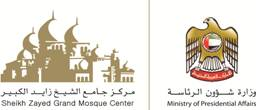 مركز جامع الشيخ زايد الكبير
Sheikh Zayed Grand Mosque Center
وزارة شؤون الرئاسة
Ministry of Presidential Affairs